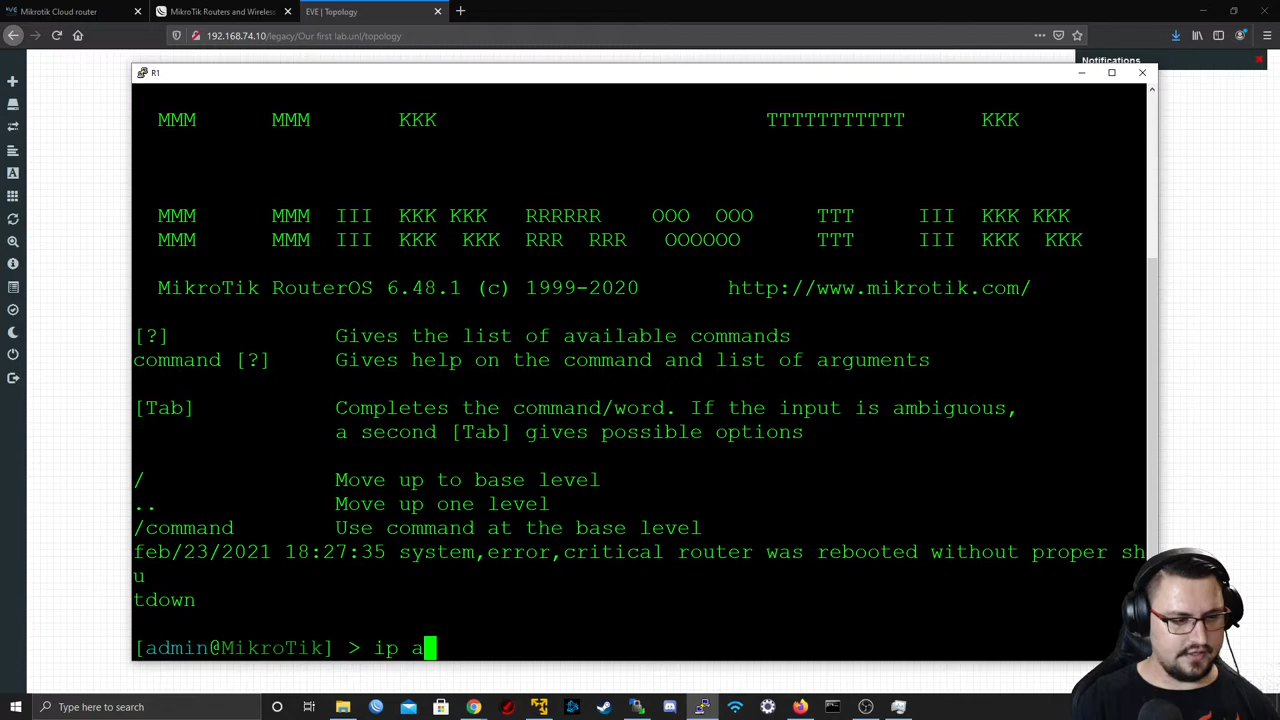 Mikrotik Cloud router
MikroTik Routers and Wireless
EVE | Topology
192.168.74.10/legacy/Our first lab.unl/topology
Notifications
R1
MMM MMM KKK TTTTTTTTTTT KKK
MMM MMM III KKK KKK RRRRRR OOO OOO TTT III KKK KKK
MMM MMM III KKK KKK RRR RRR OOOOOO TTT III KKK KKK
MikroTik RouterOS 6.48.1 (c) 1999-2020 http://www.mikrotik.com/
[?] Gives the list of available commands
command [?] Gives help on the command and list of arguments
[Tab] Completes the command/word. If the input is ambiguous,
a second [Tab] gives possible options
/ Move up to base level
.. Move up one level
/command Use command at the base level
feb/23/2021 18:27:35 system,error,critical router was rebooted without proper sh
u
tdown
[admin@MikroTik] > ip a
Type here to search